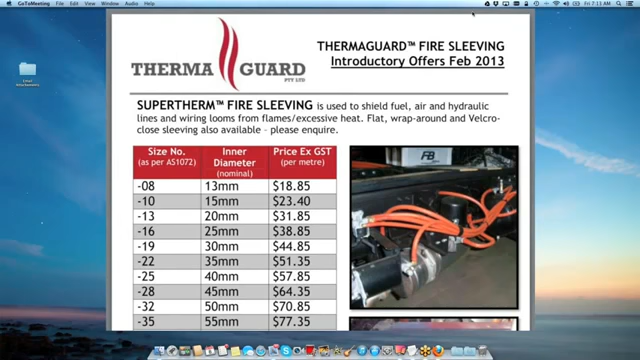 GoToMeeting File Edit View Window Audio Help
Fri 7:13 AM
THERMA GUARD
PTY LTD
THERMAGUARD™ FIRE SLEEVING
Introductory Offers Feb 2013
SUPERTHERM™ FIRE SLEEVING is used to shield fuel, air and hydraulic
lines and wiring looms from flames/excessive heat. Flat, wrap-around and Velcro-
close sleeving also available – please enquire.
Size No. (as per AS1072) Inner Diameter (nominal) Price Ex GST (per metre)
-08 13mm $18.85
-10 15mm $23.40
-13 20mm $31.85
-16 25mm $38.85
-19 30mm $44.85
-22 35mm $51.35
-25 40mm $57.85
-28 45mm $64.35
-32 50mm $70.85
-35 55mm $77.35
FB